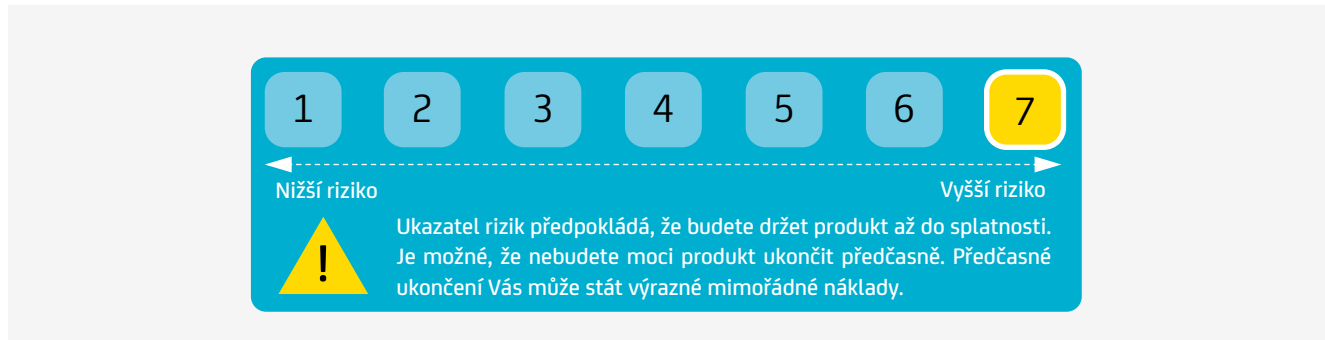 1 2 3 4 5 6 7
Nižší riziko Vyšší riziko
Ukazatel rizik předpokládá, že budete držet produkt až do splatnosti.
Je možné, že nebudete moci produkt ukončit předčasně. Předčasné
ukončení Vás může stát výrazné mimořádné náklady.
!